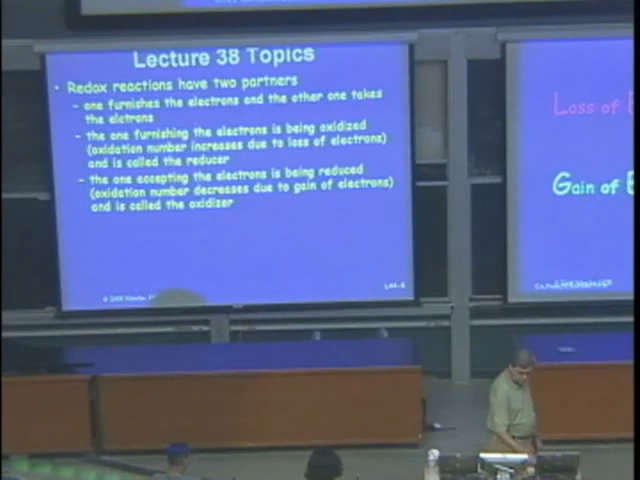 Lecture 38 Topics
• Redox reactions have two partners
– one furnishes the electrons and the other one takes
the elctrons
– the one furnishing the electrons is being oxidized
(oxidation number increases due to loss of electrons)
and is called the reducer
– the one accepting the electrons is being reduced
(oxidation number decreases due to gain of electrons)
and is called the oxidizer
Loss of
Gain of E